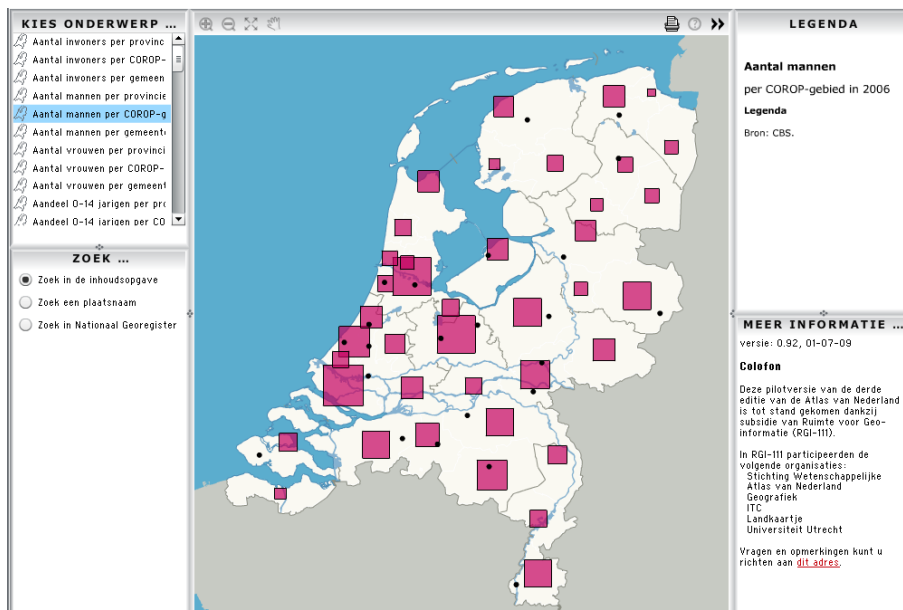 KIES ONDERWERP ...
Aantal inwoners per provinc
Aantal inwoners per COROP-
Aantal inwoners per gemeen
Aantal mannen per provincie
Aantal mannen per COROP-g
Aantal mannen per gemeente
Aantal vrouwen per provinci
Aantal vrouwen per COROP-
Aantal vrouwen per gemeent
Aandeel 0-14 jarigen per pro
Aandeel 0-14 jarigen per CO
ZOEK ...
Zoek in de inhoudsopgave
Zoek een plaatsnaam
Zoek in Nationaal Georegister
LEGENDA
Aantal mannen
per COROP-gebied in 2006
Legenda
Bron: CBS.
MEER INFORMATIE ...
versie: 0.92, 01-07-09
Colofon
Deze pilotversie van de derde
editie van de Atlas van Nederland
is tot stand gekomen dankzij
subsidie van Ruimte voor Geo-
informatie (RGI-111).
In RGI-111 participeerden de
volgende organisaties:
Stichting Wetenschappelijke
Atlas van Nederland
Geografiek
ITC
Landkaartje
Universiteit Utrecht
Vragen en opmerkingen kunt u
richten aan dit adres.